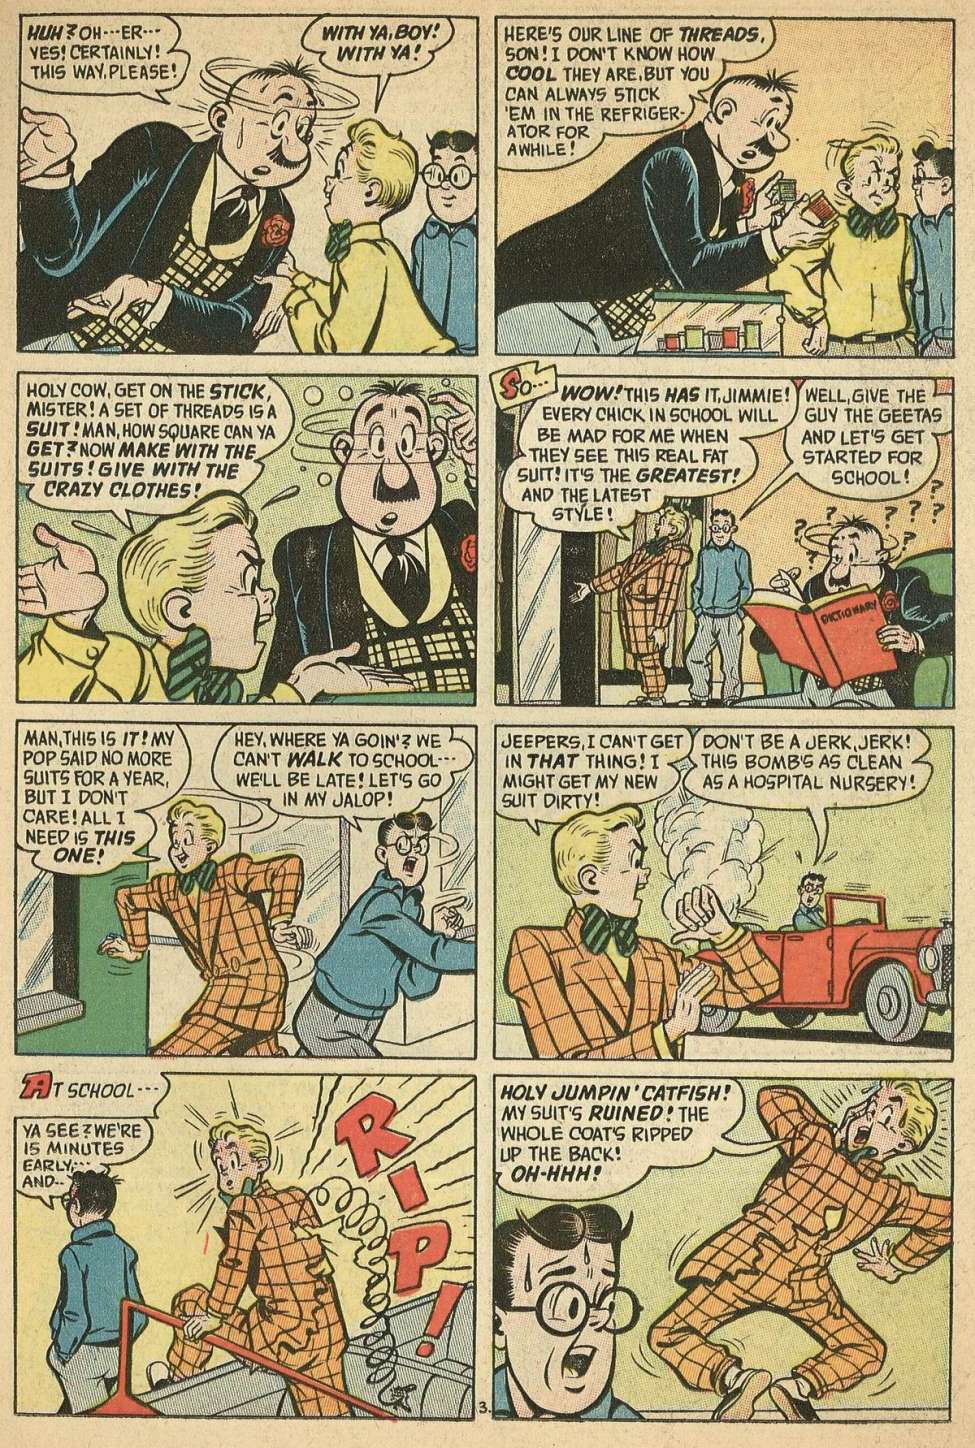 HUH? OH---ER---
YES! CERTAINLY!
THIS WAY, PLEASE!
WITH YA, BOY!
WITH YA!
HERE'S OUR LINE OF THREADS,
SON! I DON'T KNOW HOW
COOL THEY ARE, BUT YOU
CAN ALWAYS STICK
'EM IN THE REFRIGER-
ATOR FOR
AWHILE!
HOLY COW, GET ON THE STICK,
MISTER! A SET OF THREADS IS A
SUIT! MAN, HOW SQUARE CAN YA
GET? NOW MAKE WITH THE
SUITS! GIVE WITH THE
CRAZY CLOTHES!
SO...
WOW! THIS HAS IT, JIMMIE!
EVERY CHICK IN SCHOOL WILL
BE MAD FOR ME WHEN
THEY SEE THIS REAL FAT
SUIT! IT'S THE GREATEST!
AND THE LATEST
STYLE!
WELL, GIVE THE
GUY THE GEETAS
AND LET'S GET
STARTED FOR
SCHOOL!
? ? ? ? ? ? ? ?
DICTIONARY
MAN, THIS IS IT! MY
POP SAID NO MORE
SUITS FOR A YEAR,
BUT I DON'T
CARE! ALL I
NEED IS THIS
ONE!
HEY, WHERE YA GOIN'? WE
CAN'T WALK TO SCHOOL---
WE'LL BE LATE! LET'S GO
IN MY JALOP!
JEEPERS, I CAN'T GET
IN THAT THING! I
MIGHT GET MY NEW
SUIT DIRTY!
DON'T BE A JERK, JERK!
THIS BOMB'S AS CLEAN
AS A HOSPITAL NURSERY!
AT SCHOOL---
YA SEE? WE'RE
15 MINUTES
EARLY,---
AND--
RIP!
HOLY JUMPIN' CATFISH!
MY SUIT'S RUINED! THE
WHOLE COAT'S RIPPED
UP THE BACK!
OH-HHH!
3.